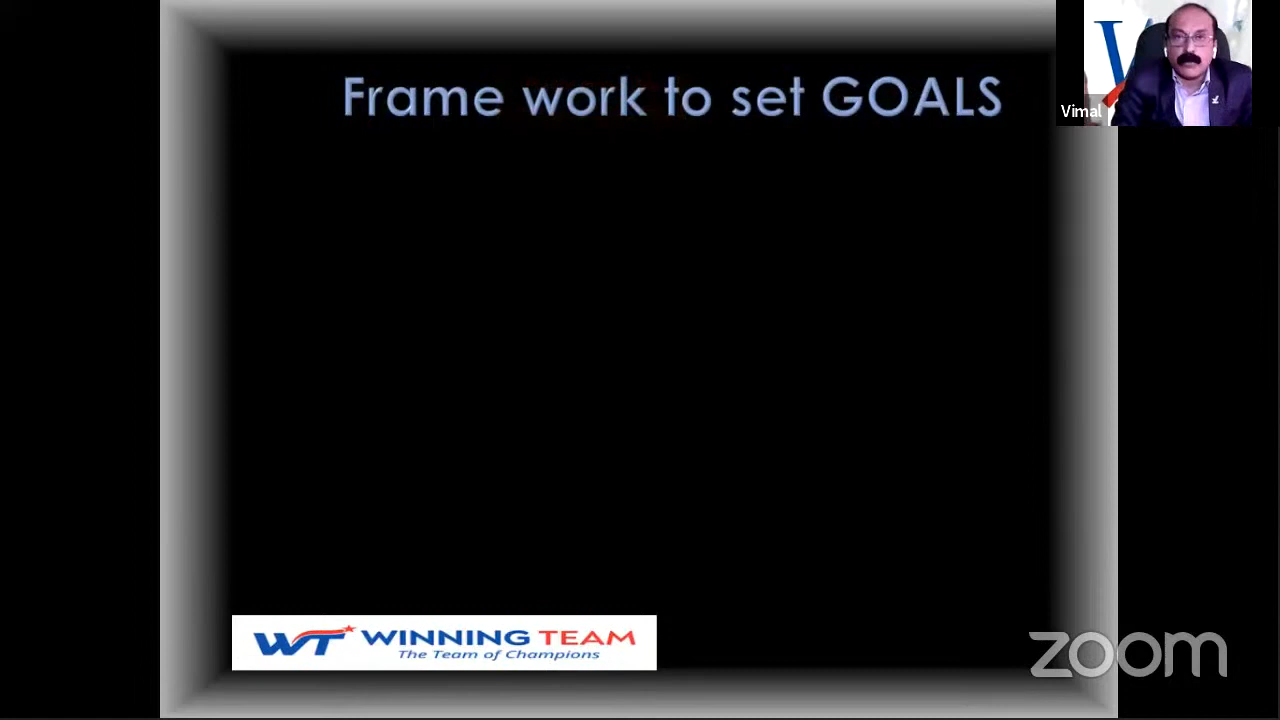 Frame work to set GOALS
Vimal
WT WINNING TEAM
The Team of Champions
zoom